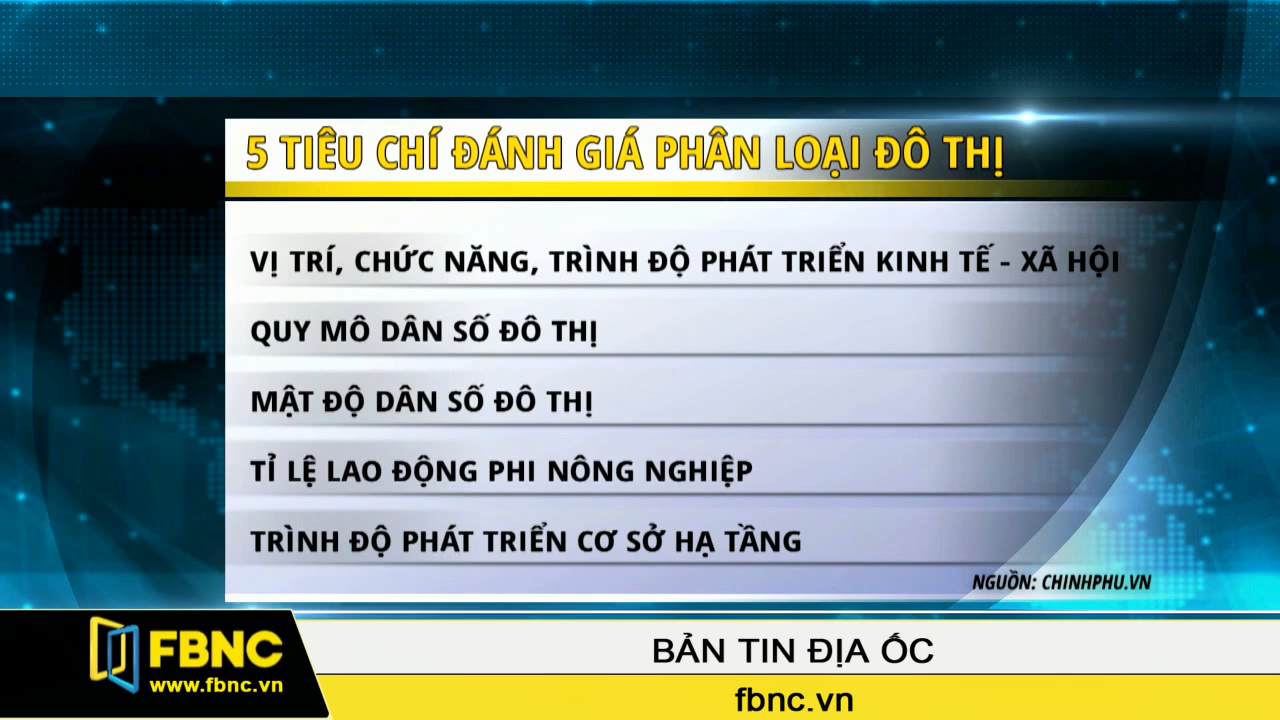 5 TIÊU CHÍ ĐÁNH GIÁ PHÂN LOẠI ĐÔ THỊ
VỊ TRÍ, CHỨC NĂNG, TRÌNH ĐỘ PHÁT TRIỂN KINH TẾ - XÃ HỘI
QUY MÔ DÂN SỐ ĐÔ THỊ
MẬT ĐỘ DÂN SỐ ĐÔ THỊ
TỈ LỆ LAO ĐỘNG PHI NÔNG NGHIỆP
TRÌNH ĐỘ PHÁT TRIỂN CƠ SỞ HẠ TẦNG
NGUỒN: CHINHPHU.VN
FBNC
www.fbnc.vn
BẢN TIN ĐỊA ỐC
fbnc.vn